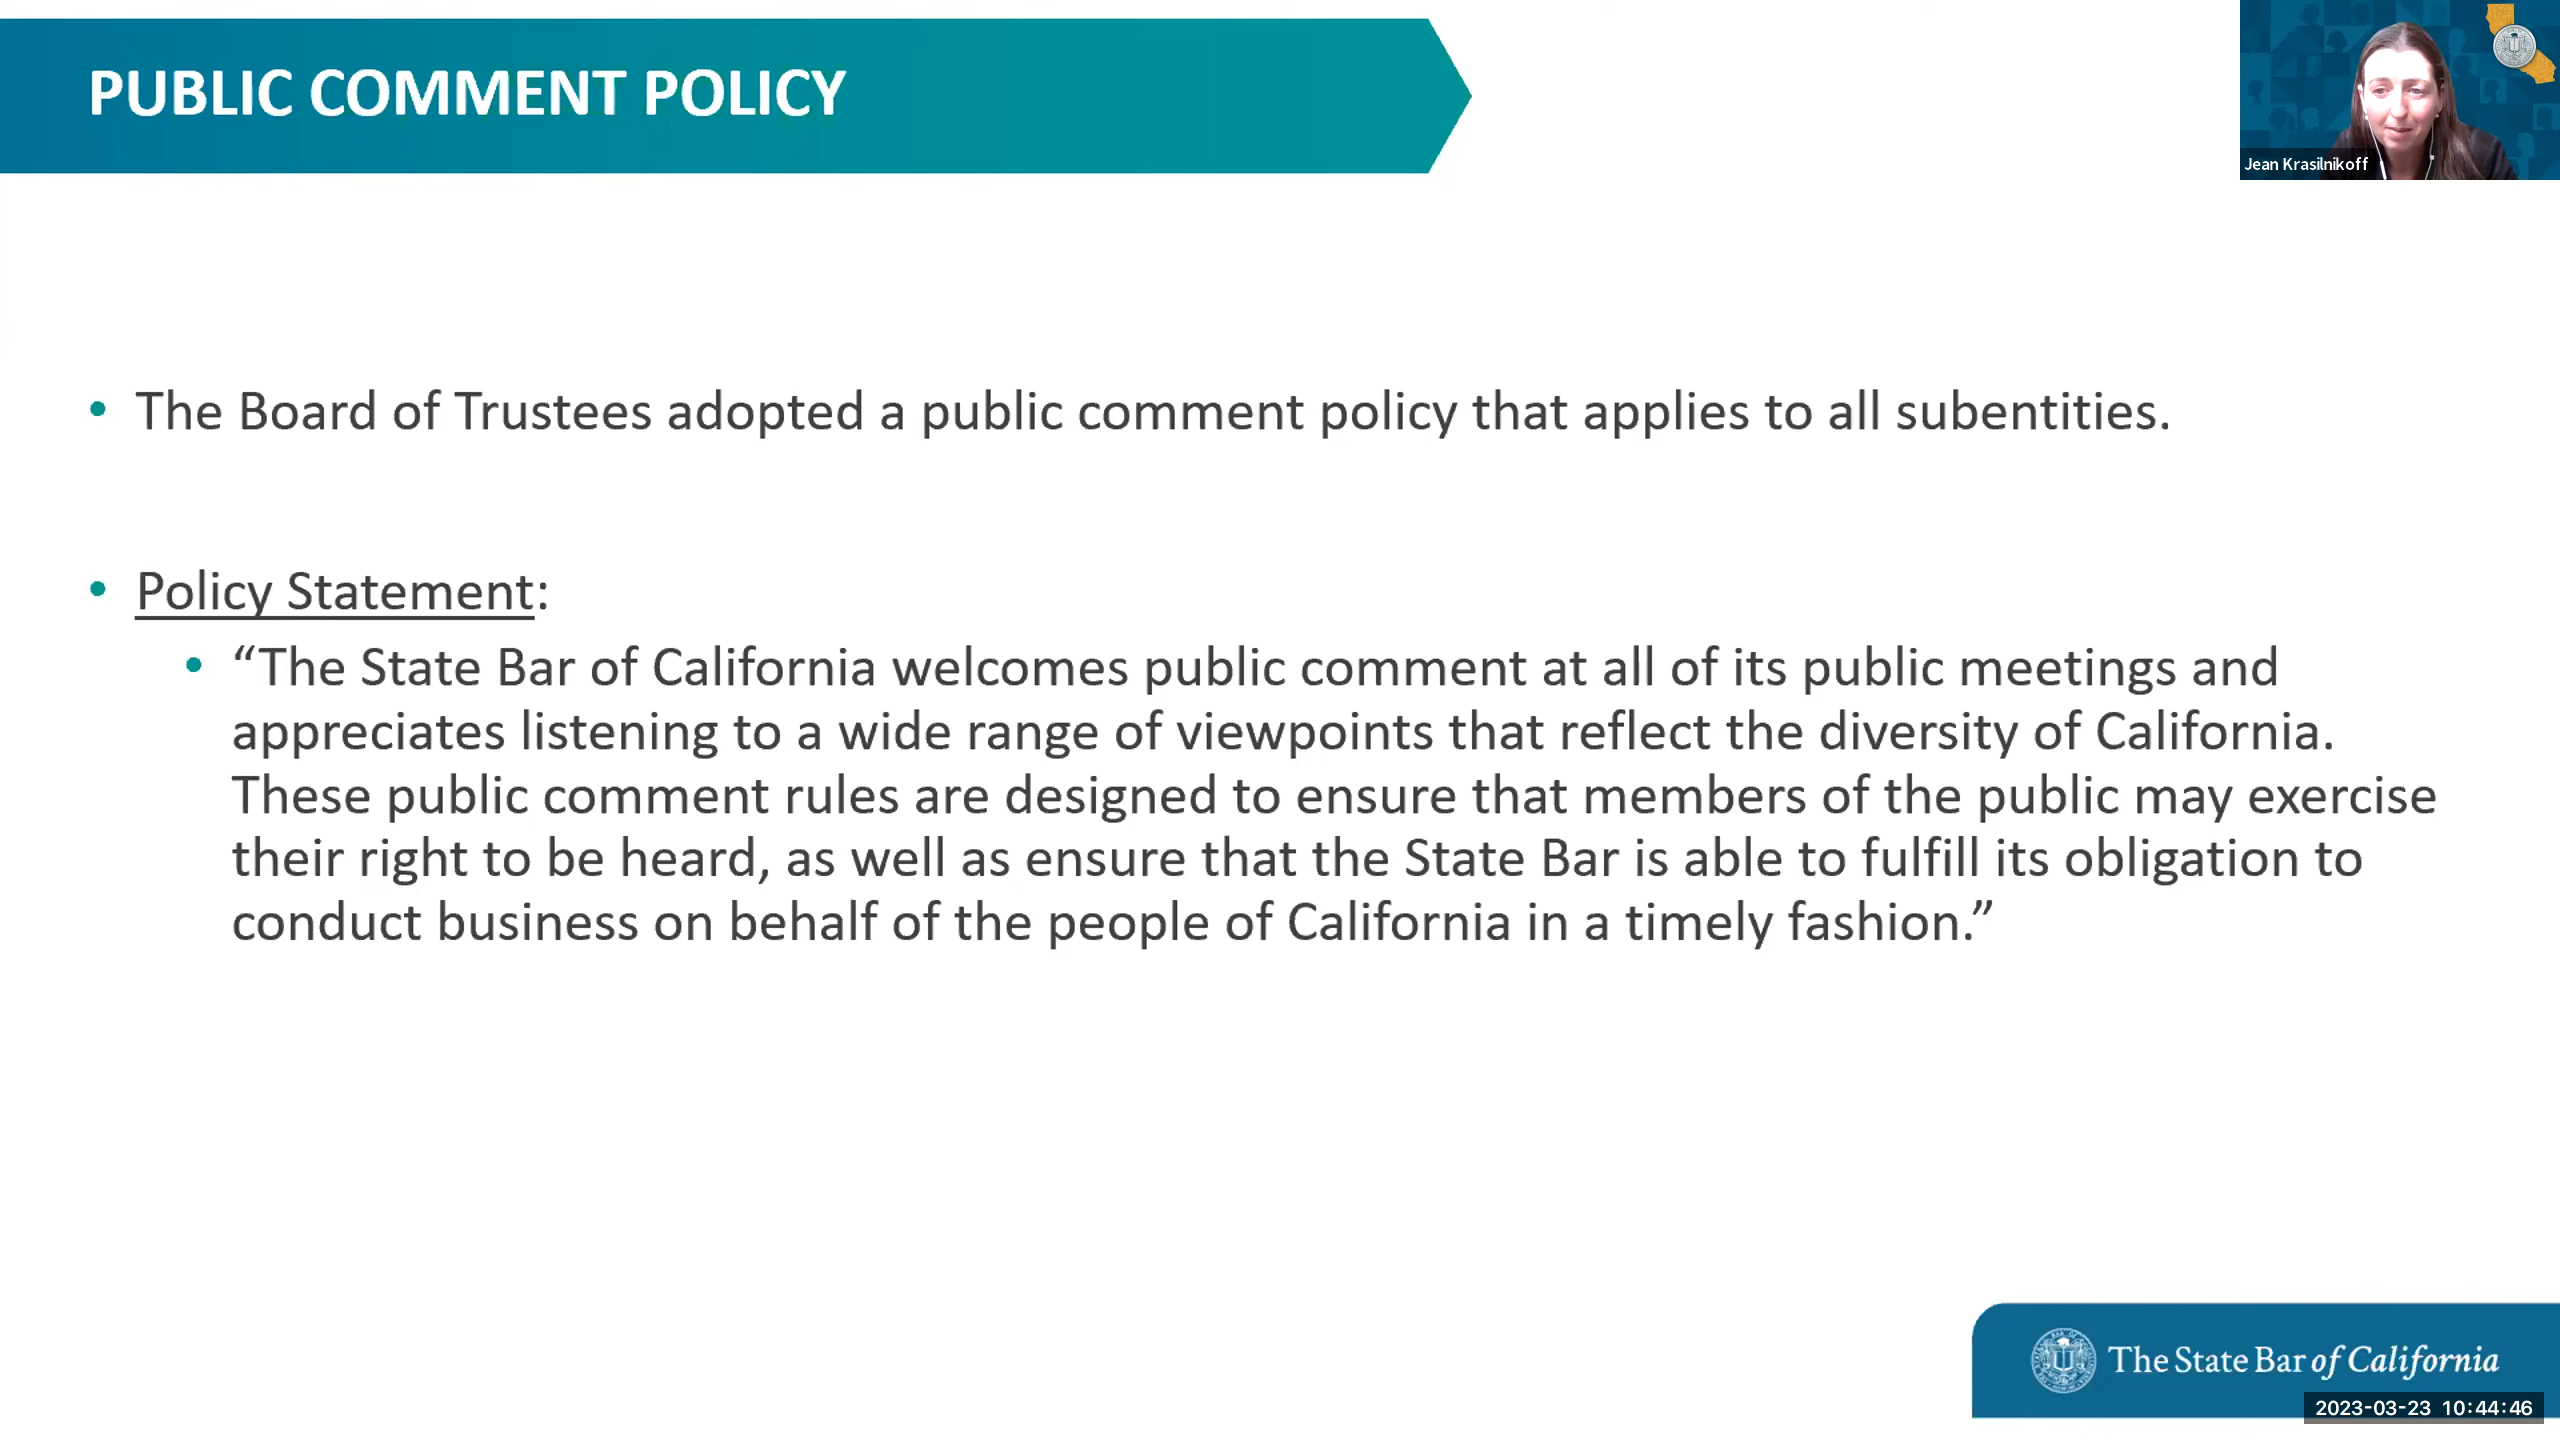 PUBLIC COMMENT POLICY
Jean Krasilnikoff
• The Board of Trustees adopted a public comment policy that applies to all subentities.
• Policy Statement:
• “The State Bar of California welcomes public comment at all of its public meetings and
appreciates listening to a wide range of viewpoints that reflect the diversity of California.
These public comment rules are designed to ensure that members of the public may exercise
their right to be heard, as well as ensure that the State Bar is able to fulfill its obligation to
conduct business on behalf of the people of California in a timely fashion.”
The State Bar of California
2023-03-23 10:44:46